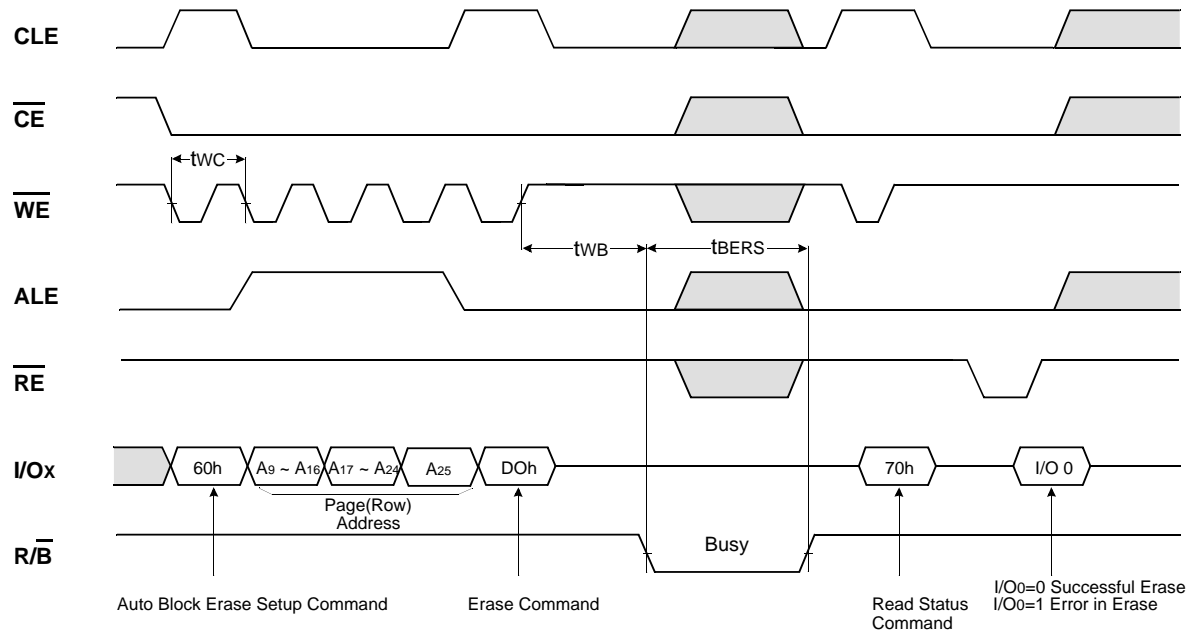 CLE
CE
tWC
WE
tWB
tBERS
ALE
RE
I/Ox
60h
A9 ~ A16
A17 ~ A24
A25
DOh
70h
I/O 0
Page(Row)
Address
R/B
Busy
Auto Block Erase Setup Command
Erase Command
Read Status
Command
I/O0=0 Successful Erase
I/O0=1 Error in Erase